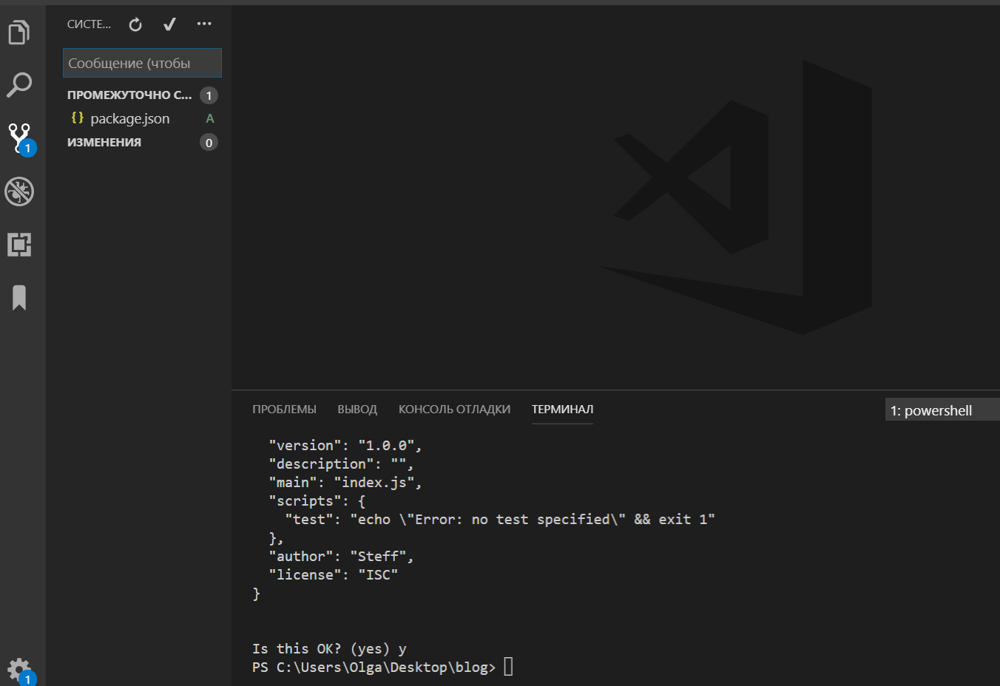 СИСТЕ...
Сообщение (чтобы
ПРОМЕЖУТОЧНО С... 1
{} package.json A
ИЗМЕНЕНИЯ 0
1
1
ПРОБЛЕМЫ ВЫВОД КОНСОЛЬ ОТЛАДКИ ТЕРМИНАЛ 1: powershell
"version": "1.0.0",
"description": "",
"main": "index.js",
"scripts": {
"test": "echo \"Error: no test specified\" && exit 1"
},
"author": "Steff",
"license": "ISC"
}
Is this OK? (yes) y
PS C:\Users\Olga\Desktop\blog>